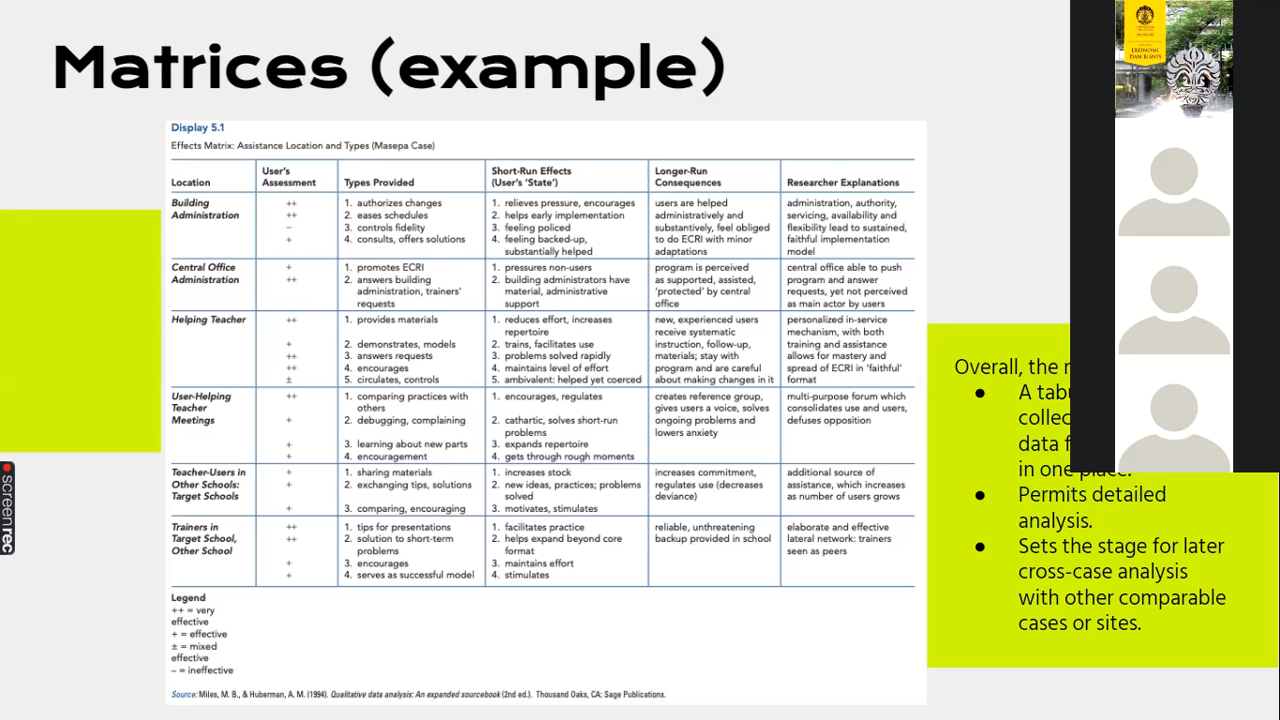 Matrices (example)
Display 5.1
Effects Matrix: Assistance Location and Types (Masepa Case)
Location
User's
Assessment
Types Provided
Short-Run Effects
(User's 'State')
Longer-Run
Consequences
Researcher Explanations
Building
Administration
++
++
–
+
1. authorizes changes
2. eases schedules
3. controls fidelity
4. consults, offers solutions
1. relieves pressure, encourages
2. helps early implementation
3. feeling policed
4. feeling backed-up,
substantially helped
users are helped
administratively and
substantively, feel obliged
to do ECRI with minor
adaptations
administration, authority,
servicing, availability and
flexibility lead to sustained,
faithful implementation
model
Central Office
Administration
+
++
1. promotes ECRI
2. answers building
administration, trainers'
requests
1. pressures non-users
2. building administrators have
material, administrative
support
program is perceived
as supported, assisted,
'protected' by central
office
central office able to push
program and answer
requests, yet not perceived
as main actor by users
Helping Teacher
++
+
++
++
±
1. provides materials
2. demonstrates, models
3. answers requests
4. encourages
5. circulates, controls
1. reduces effort, increases
repertoire
2. trains, facilitates use
3. problems solved rapidly
4. maintains level of effort
5. ambivalent: helped yet coerced
new, experienced users
receive systematic
instruction, follow-up,
materials; stay with
program and are careful
about making changes in it
personalized in-service
mechanism, with both
training and assistance
allows for mastery and
spread of ECRI in 'faithful'
format
User-Helping
Teacher
Meetings
++
+
+
+
1. comparing practices with
others
2. debugging, complaining
3. learning about new parts
4. encouragement
1. encourages, regulates
2. cathartic, solves short-run
problems
3. expands repertoire
4. gets through rough moments
creates reference group,
gives users a voice, solves
ongoing problems and
lowers anxiety
multi-purpose forum which
consolidates use and users,
defuses opposition
Teacher-Users in
Other Schools:
Target Schools
+
+
+
1. sharing materials
2. exchanging tips, solutions
3. comparing, encouraging
1. increases stock
2. new ideas, practices; problems
solved
3. motivates, stimulates
increases commitment,
regulates use (decreases
deviance)
additional source of
assistance, which increases
as number of users grows
Trainers in
Target School,
Other School
++
++
+
+
1. tips for presentations
2. solution to short-term
problems
3. encourages
4. serves as successful model
1. facilitates practice
2. helps expand beyond core
format
3. maintains effort
4. stimulates
reliable, unthreatening
backup provided in school
elaborate and effective
lateral network: trainers
seen as peers
Legend
++ = very
effective
+ = effective
± = mixed
effective
– = ineffective
Source: Miles, M. B., & Huberman, A. M. (1994). Qualitative data analysis: An expanded sourcebook (2nd ed.). Thousand Oaks, CA: Sage Publications.
Overall, the
● A
data
in one place.
● Permits detailed
analysis.
● Sets the stage for later
cross-case analysis
with other comparable
cases or sites.
EKONOMI
DAN BISNIS
screenrec